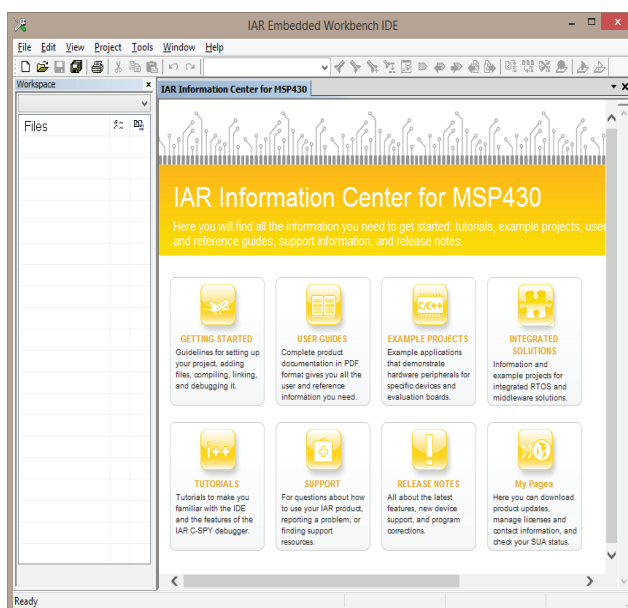 IAR Embedded Workbench IDE
File Edit View Project Tools Window Help
Workspace
IAR Information Center for MSP430
Files
IAR Information Center for MSP430
Here you will find all the information you need to get started: tutorials, example projects, user
and reference guides, support information, and release notes.
GETTING STARTED
Guidelines for setting up
your project, adding
files, compiling, linking,
and debugging it.
USER GUIDES
Complete product
documentation in PDF
format gives you all the
user and reference
information you need.
C/C++
EXAMPLE PROJECTS
Example applications
that demonstrate
hardware peripherals for
specific devices and
evaluation boards.
INTEGRATED
SOLUTIONS
Information and
example projects for
integrated RTOS and
middleware solutions.
i++
TUTORIALS
Tutorials to make you
familiar with the IDE
and the features of the
IAR C-SPY debugger.
SUPPORT
For questions about how
to use your IAR product,
reporting a problem, or
finding support
resources.
RELEASE NOTES
All about the latest
features, new device
support, and program
corrections.
My Pages
Here you can download
product updates,
manage licenses and
contact information, and
check your SUA status.
Ready